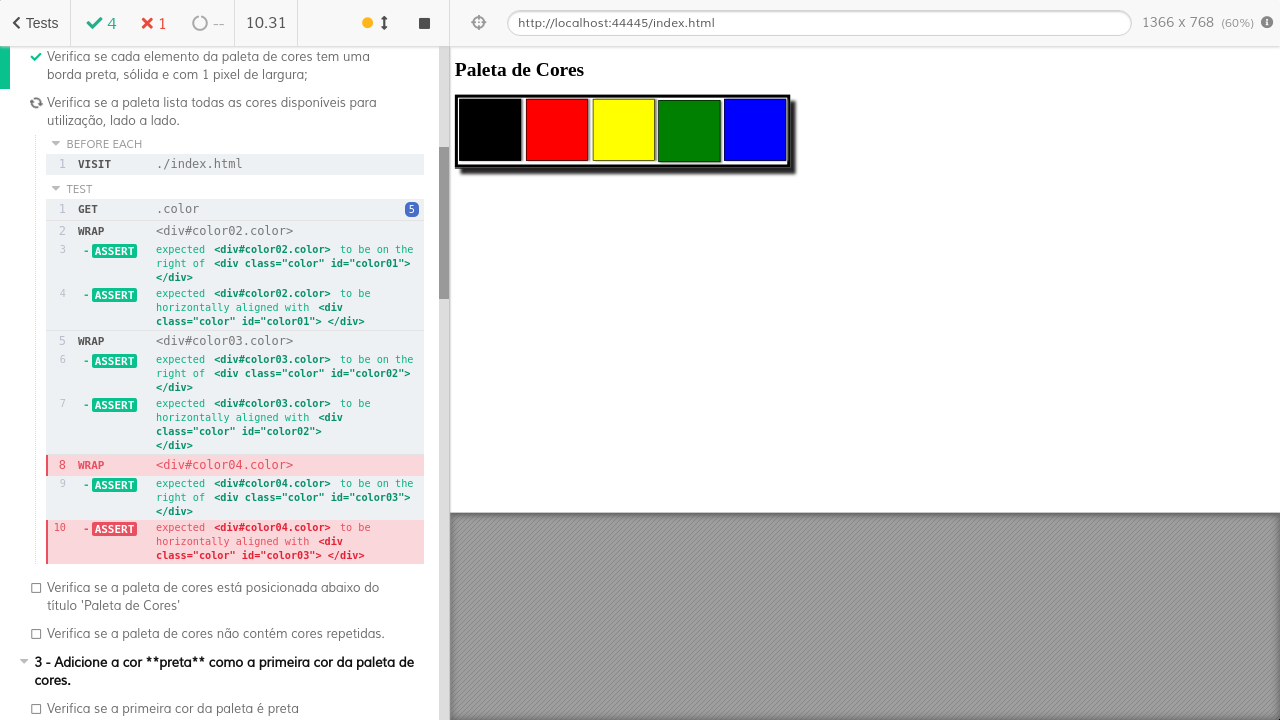 Tests 4 1 -- 10.31
http://localhost:44445/index.html 1366 x 768 (60%)
Verifica se cada elemento da paleta de cores tem uma
borda preta, sólida e com 1 pixel de largura;
Verifica se a paleta lista todas as cores disponíveis para
utilização, lado a lado.
BEFORE EACH
1 VISIT ./index.html
TEST
1 GET .color 5
2 WRAP <div#color02.color>
3 -ASSERT expected <div#color02.color> to be on the
right of <div class="color" id="color01">
</div>
4 -ASSERT expected <div#color02.color> to be
horizontally aligned with <div
class="color" id="color01"> </div>
5 WRAP <div#color03.color>
6 -ASSERT expected <div#color03.color> to be on the
right of <div class="color" id="color02">
</div>
7 -ASSERT expected <div#color03.color> to be
horizontally aligned with <div
class="color" id="color02">
</div>
8 WRAP <div#color04.color>
9 -ASSERT expected <div#color04.color> to be on the
right of <div class="color" id="color03">
</div>
10 -ASSERT expected <div#color04.color> to be
horizontally aligned with <div
class="color" id="color03"> </div>
Verifica se a paleta de cores está posicionada abaixo do
título 'Paleta de Cores'
Verifica se a paleta de cores não contém cores repetidas.
3 - Adicione a cor **preta** como a primeira cor da paleta de
cores.
Verifica se a primeira cor da paleta é preta
Paleta de Cores